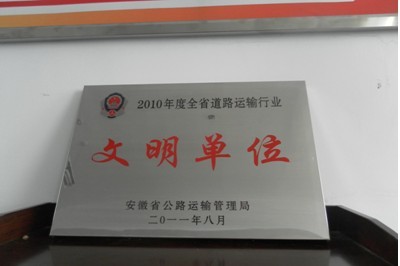 2010年度全省道路运输行业
文明单位
安徽省公路运输管理局
二〇一一年八月